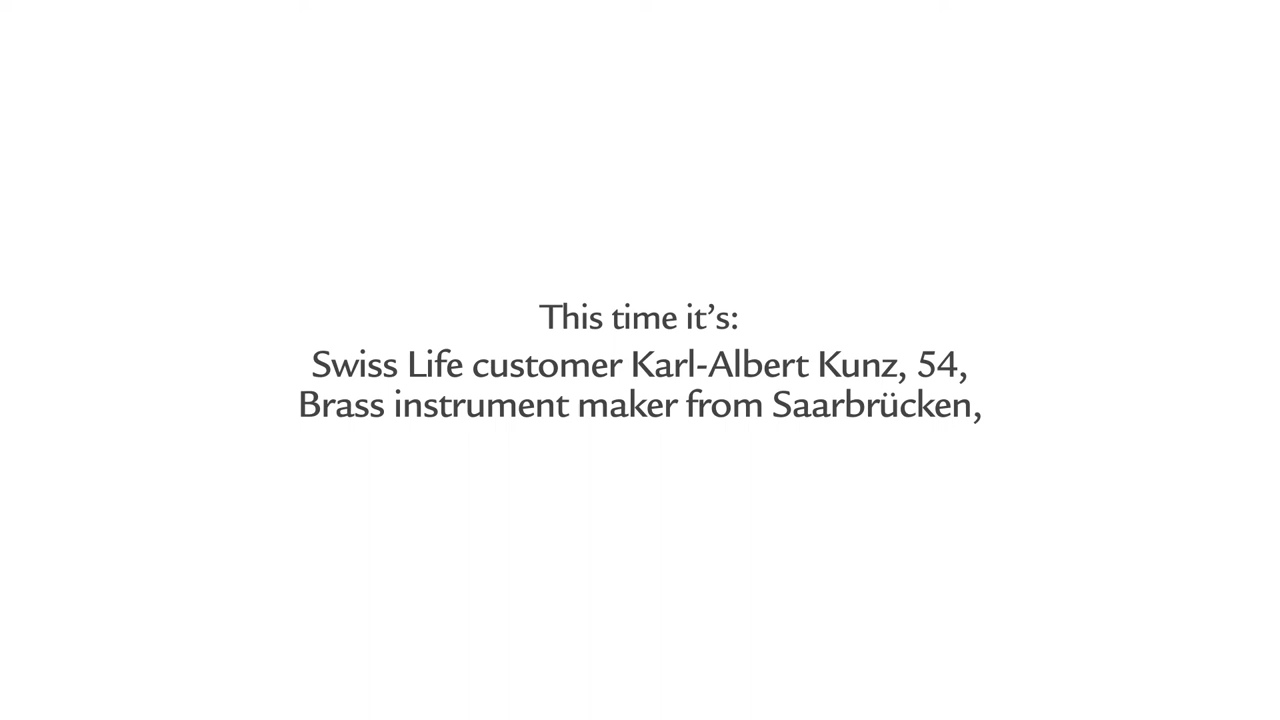 This time it’s:
Swiss Life customer Karl-Albert Kunz, 54,
Brass instrument maker from Saarbrücken,